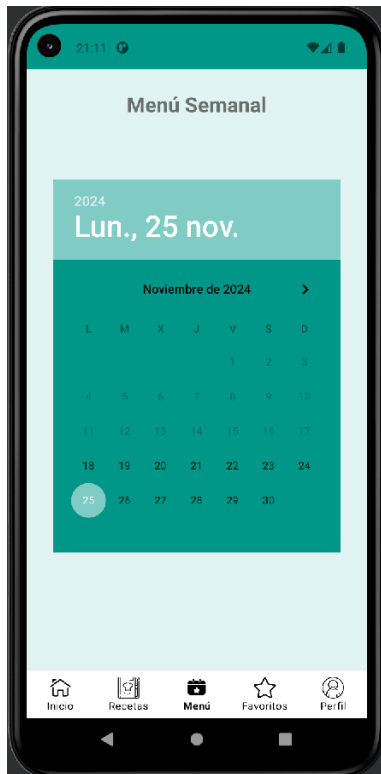 21:11
Menú Semanal
2024
Lun., 25 nov.
Noviembre de 2024
L M X J V S D
1 2 3
4 5 6 7 8 9 10
11 12 13 14 15 16 17
18 19 20 21 22 23 24
25 26 27 28 29 30
Inicio Recetas Menú Favoritos Perfil